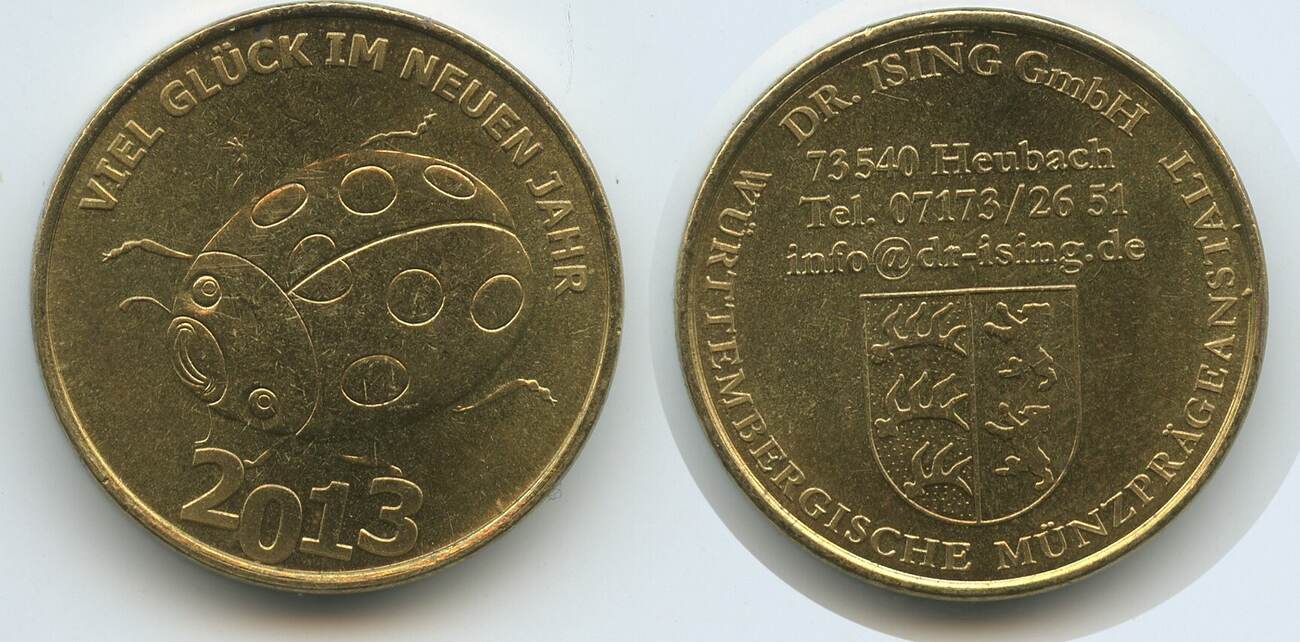 VIEL GLÜCK IM NEUEN JAHR
2013
DR. ISING GmbH
73540 Heubach
Tel. 07173/26 51
info@dr-ising.de
WÜRTTEMBERGISCHE MÜNZPRÄGEANSTALT